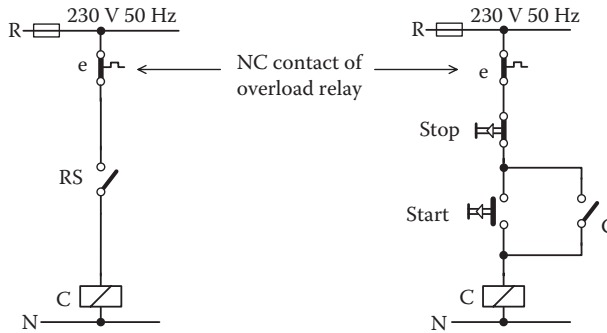 230 V 50 Hz
R
e
RS
C
N
NC contact of
overload relay
230 V 50 Hz
R
e
Stop
Start
C
N